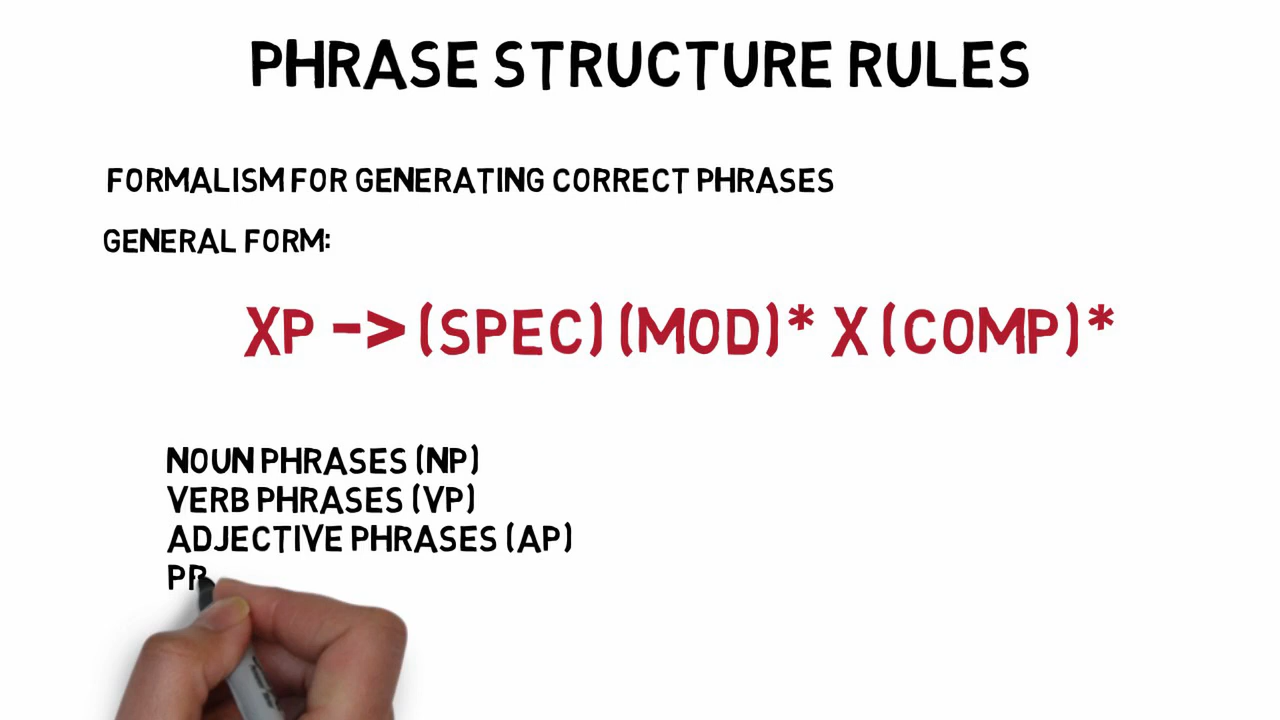 PHRASE STRUCTURE RULES
FORMALISM FOR GENERATING CORRECT PHRASES
GENERAL FORM:
XP -> (SPEC) (MOD)* X (COMP)*
NOUN PHRASES (NP)
VERB PHRASES (VP)
ADJECTIVE PHRASES (AP)
PR